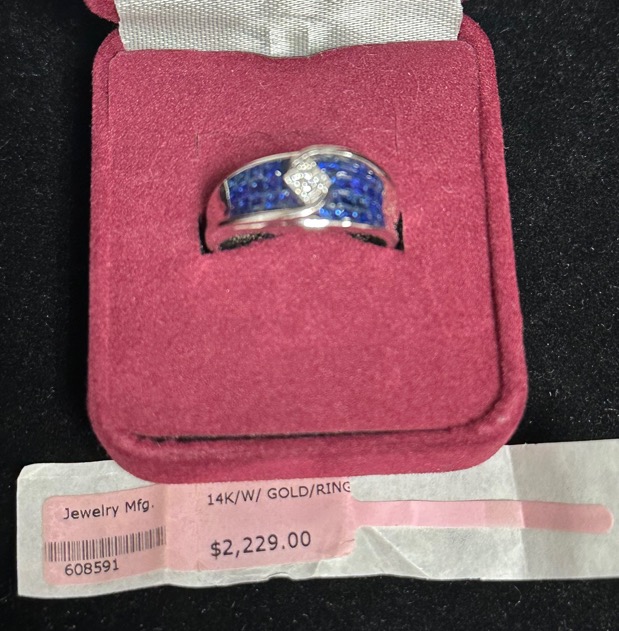 Jewelry Mfg.
608591
14K/W/ GOLD/RING
$2,229.00